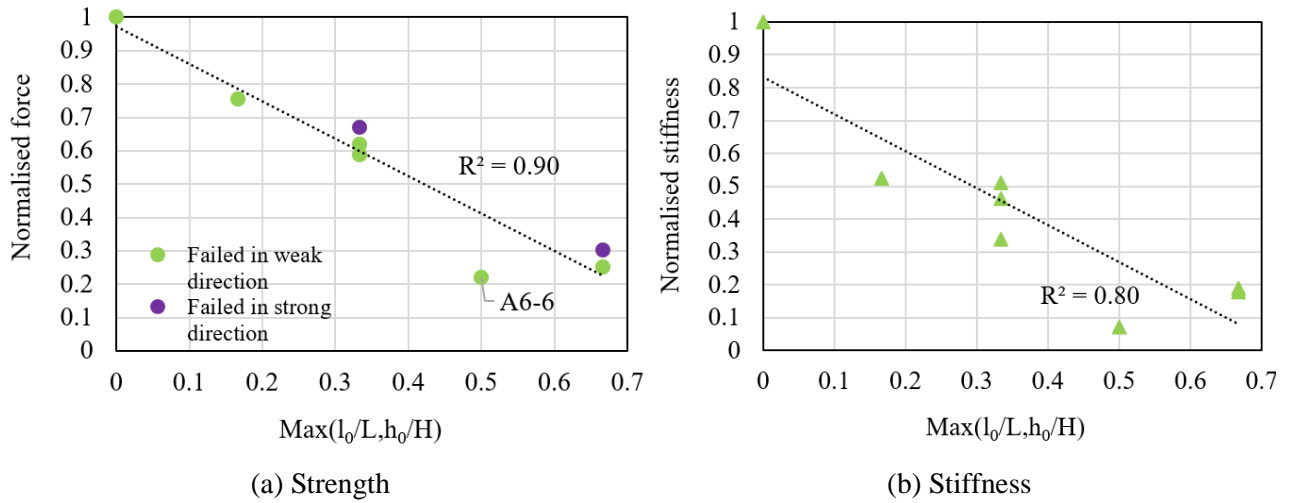 1
0.9
0.8
0.7
0.6
0.5
0.4
0.3
0.2
0.1
0
Normalised force
R² = 0.90
Failed in weak
direction
Failed in strong
direction
A6-6
0 0.1 0.2 0.3 0.4 0.5 0.6 0.7
Max(l₀/L,h₀/H)
(a) Strength
1
0.9
0.8
0.7
0.6
0.5
0.4
0.3
0.2
0.1
0
Normalised stiffness
R² = 0.80
0 0.1 0.2 0.3 0.4 0.5 0.6 0.7
Max(l₀/L,h₀/H)
(b) Stiffness